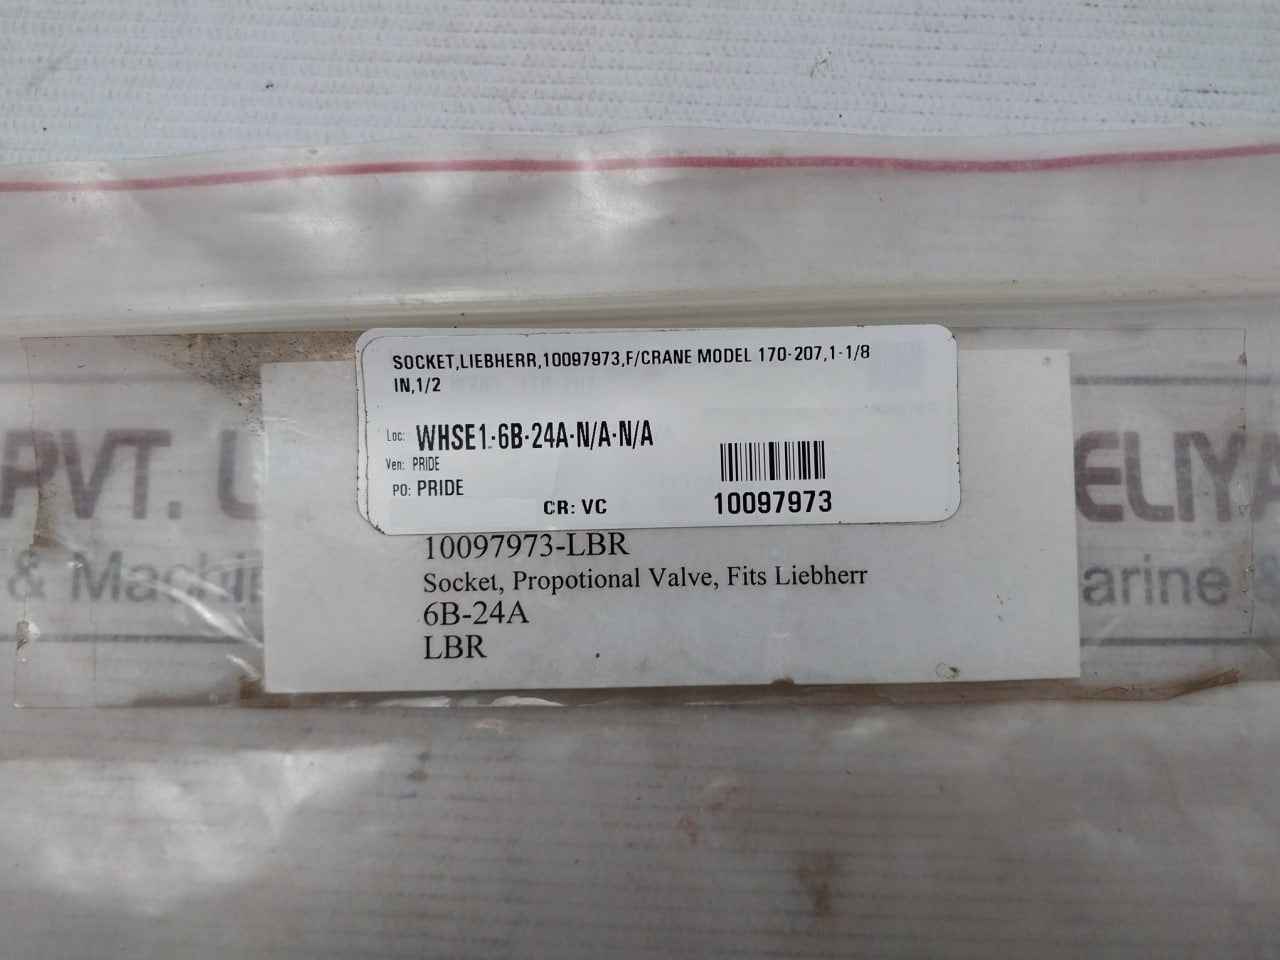 SOCKET,LIEBHERR,10097973,F/CRANE MODEL 170-207,1-1/8
IN,1/2
Loc: WHSE1-6B-24A-N/A-N/A
Ven: PRIDE
PO: PRIDE
CR: VC
10097973
10097973-LBR
Socket, Propotional Valve, Fits Liebherr
6B-24A
LBR
PVT.
ELIYA
& Machin
arine &